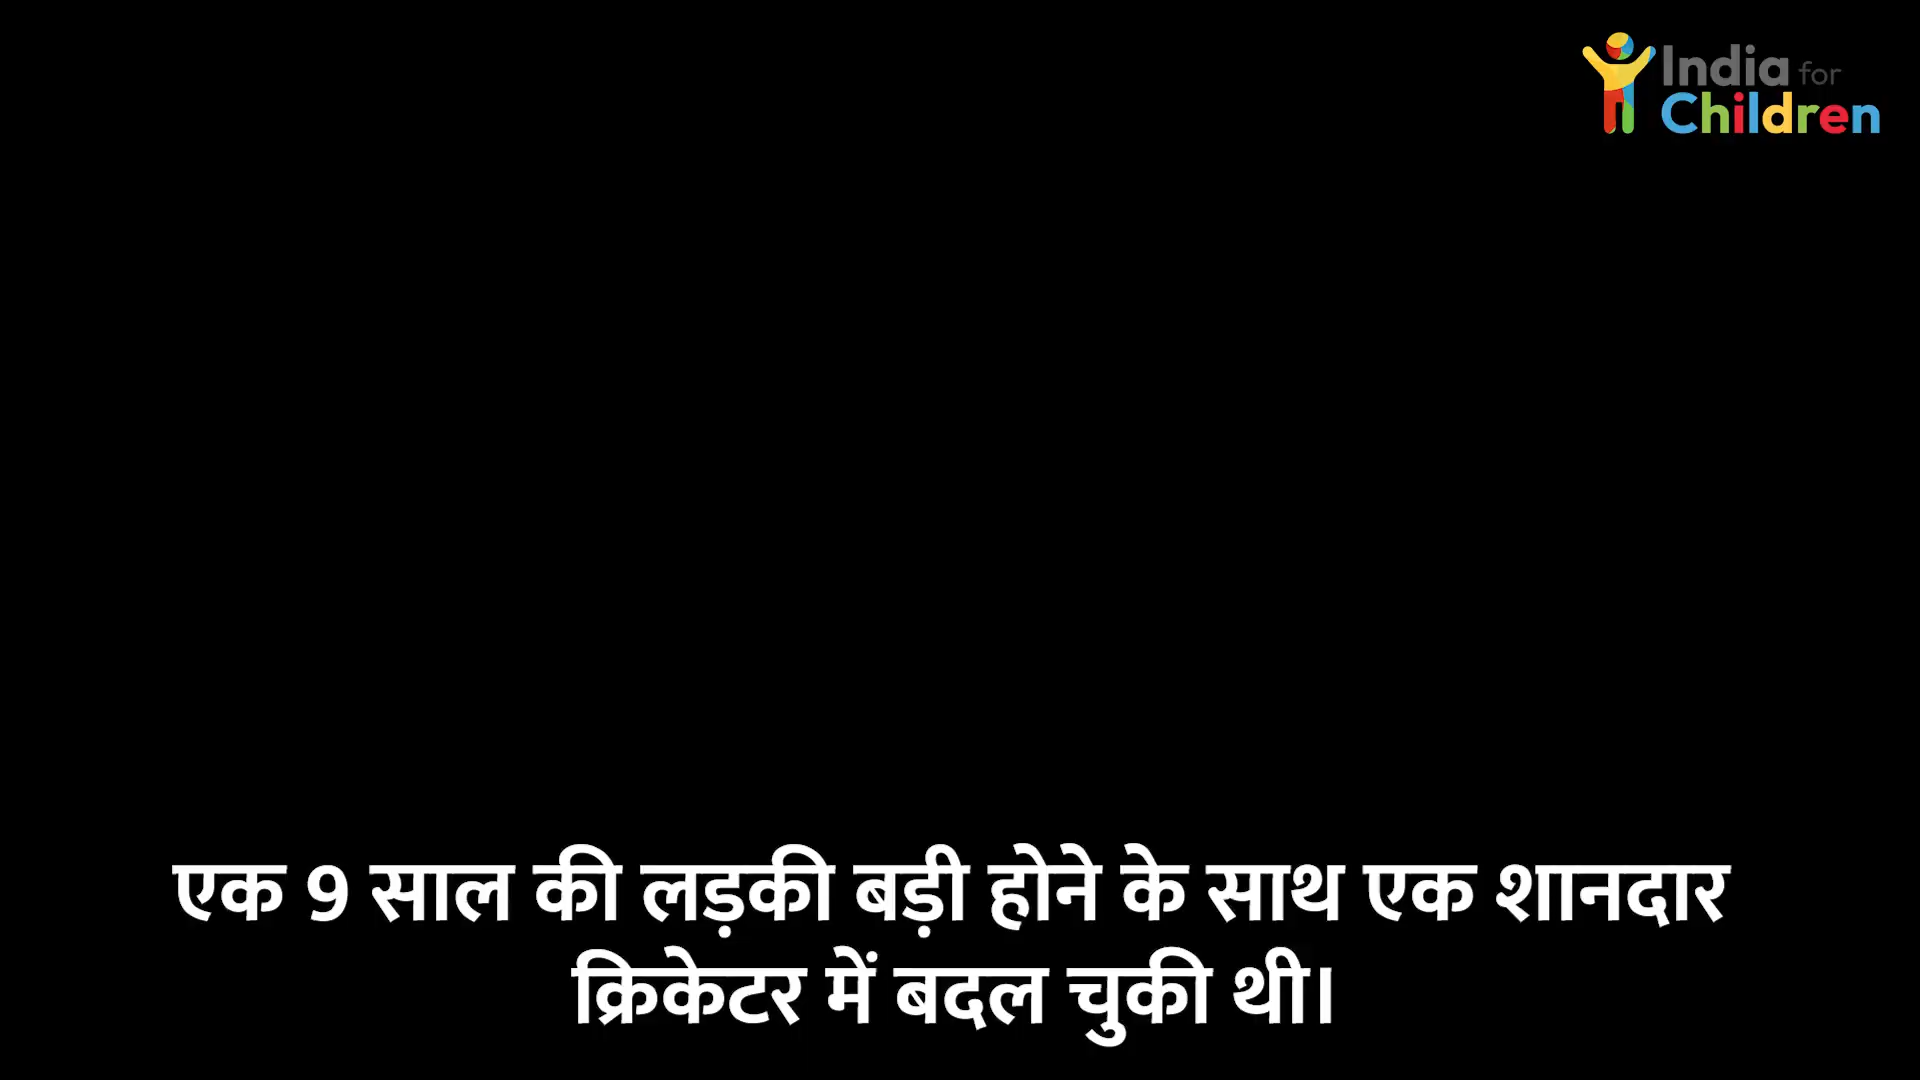 India for
Children
एक 9 साल की लड़की बड़ी होने के साथ एक शानदार
क्रिकेटर में बदल चुकी थी।